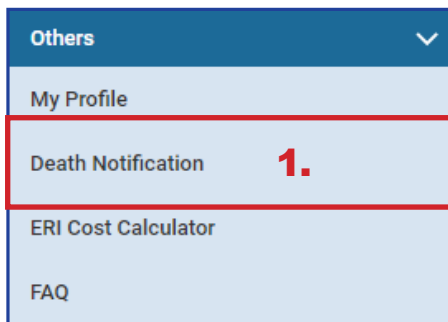 Others
My Profile
Death Notification 1.
ERI Cost Calculator
FAQ